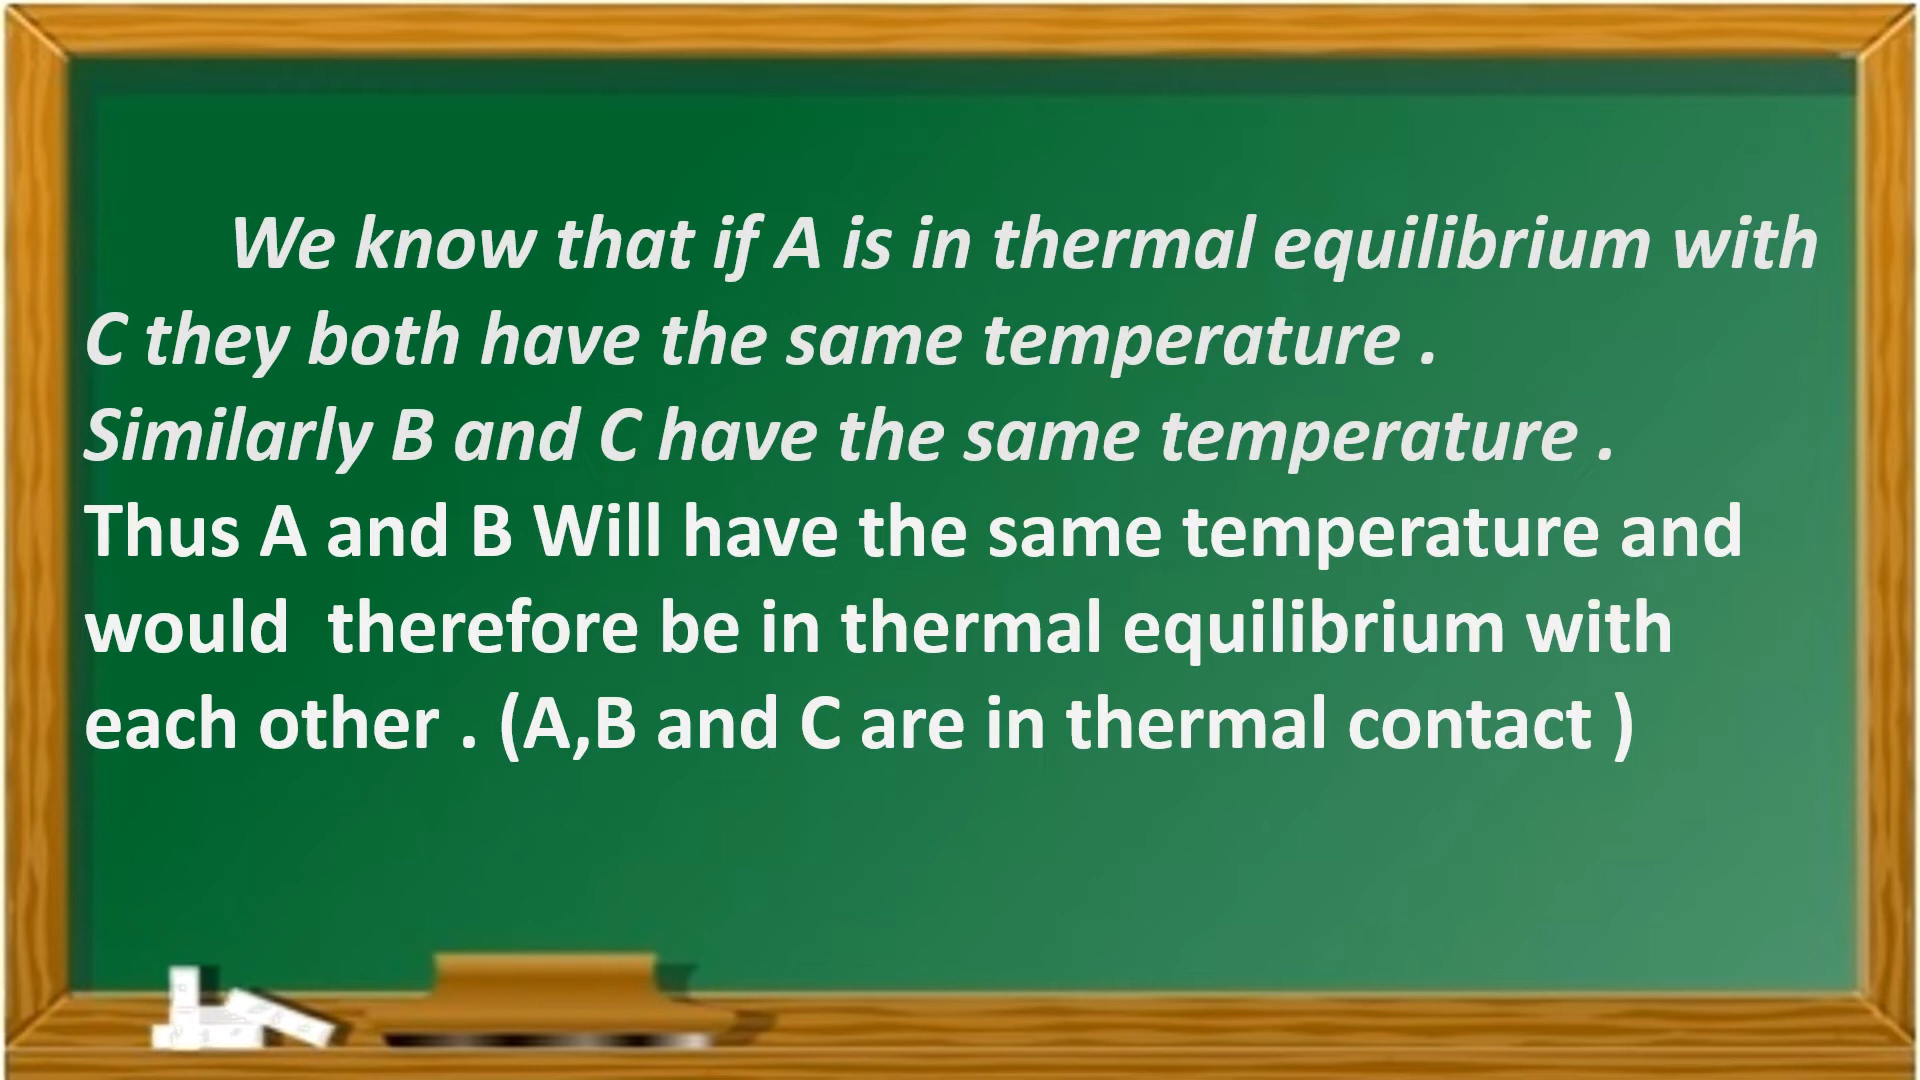 We know that if A is in thermal equilibrium with
C they both have the same temperature .
Similarly B and C have the same temperature .
Thus A and B Will have the same temperature and
would  therefore be in thermal equilibrium with
each other . (A,B and C are in thermal contact )